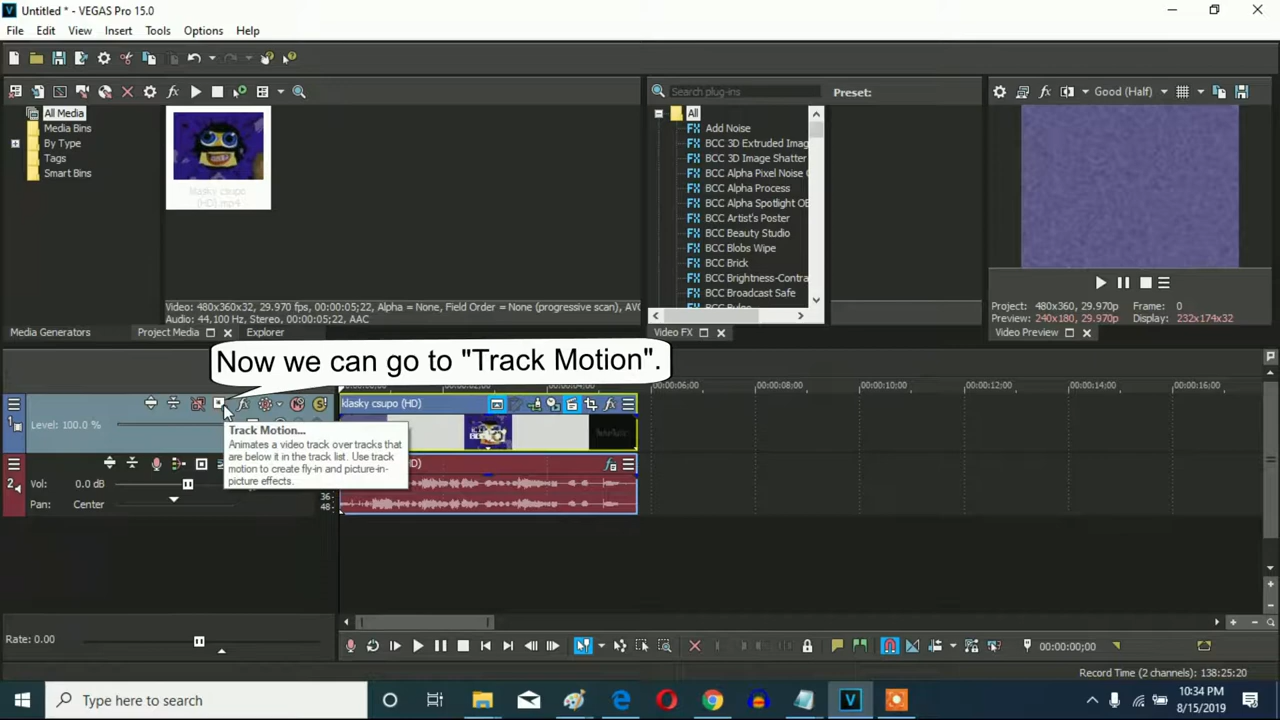 Untitled * - VEGAS Pro 15.0
File Edit View Insert Tools Options Help
Search plug-ins
Preset:
Good (Half)
All Media
Media Bins
By Type
Tags
Smart Bins
klasky csupo
(HD).mp4
Video: 480x360x32, 29.970 fps, 00:00:05;22, Alpha = None, Field Order = None (progressive scan), AVC
Audio: 44,100 Hz, Stereo, 00:00:05;22, AAC
All
Add Noise
BCC 3D Extruded Imag
BCC 3D Image Shatter
BCC Alpha Pixel Noise
BCC Alpha Process
BCC Alpha Spotlight OB
BCC Artist's Poster
BCC Beauty Studio
BCC Blobs Wipe
BCC Brick
BCC Brightness-Contra
BCC Broadcast Safe
Project: 480x360, 29.970p Frame: 0
Preview: 240x180, 29.970p Display: 232x174x32
Media Generators Project Media Explorer
Video FX
Video Preview
Now we can go to "Track Motion".
00:00:06;00 00:00:08;00 00:00:10;00 00:00:12;00 00:00:14;00 00:00:16;00
klasky csupo (HD)
1
Level: 100.0 %
Track Motion...
Animates a video track over tracks that
are below it in the track list. Use track
motion to create fly-in and picture-in-
picture effects.
2
Vol: 0.0 dB
Pan: Center
36
48
Rate: 0.00
00:00:00;00
Record Time (2 channels): 138:25:20
Type here to search
10:34 PM
8/15/2019